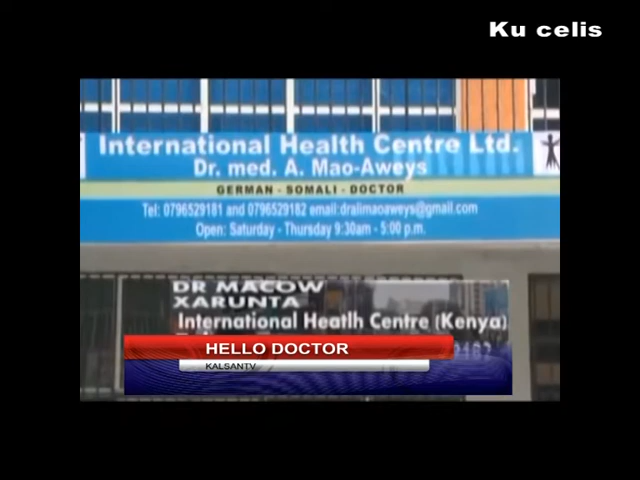 Ku celis
International Health Centre Ltd.
Dr. med. A. Mao-Aweys
GERMAN - SOMALI - DOCTOR
Tel: 0796529181 and 0796529182 email:dralimaoaweys@gmail.com
Open: Saturday - Thursday 9:30am - 5:00 p.m.
DR MACOW
XARUNTA
International Heatlh Centre (Kenya)
HELLO DOCTOR
KALSANTV